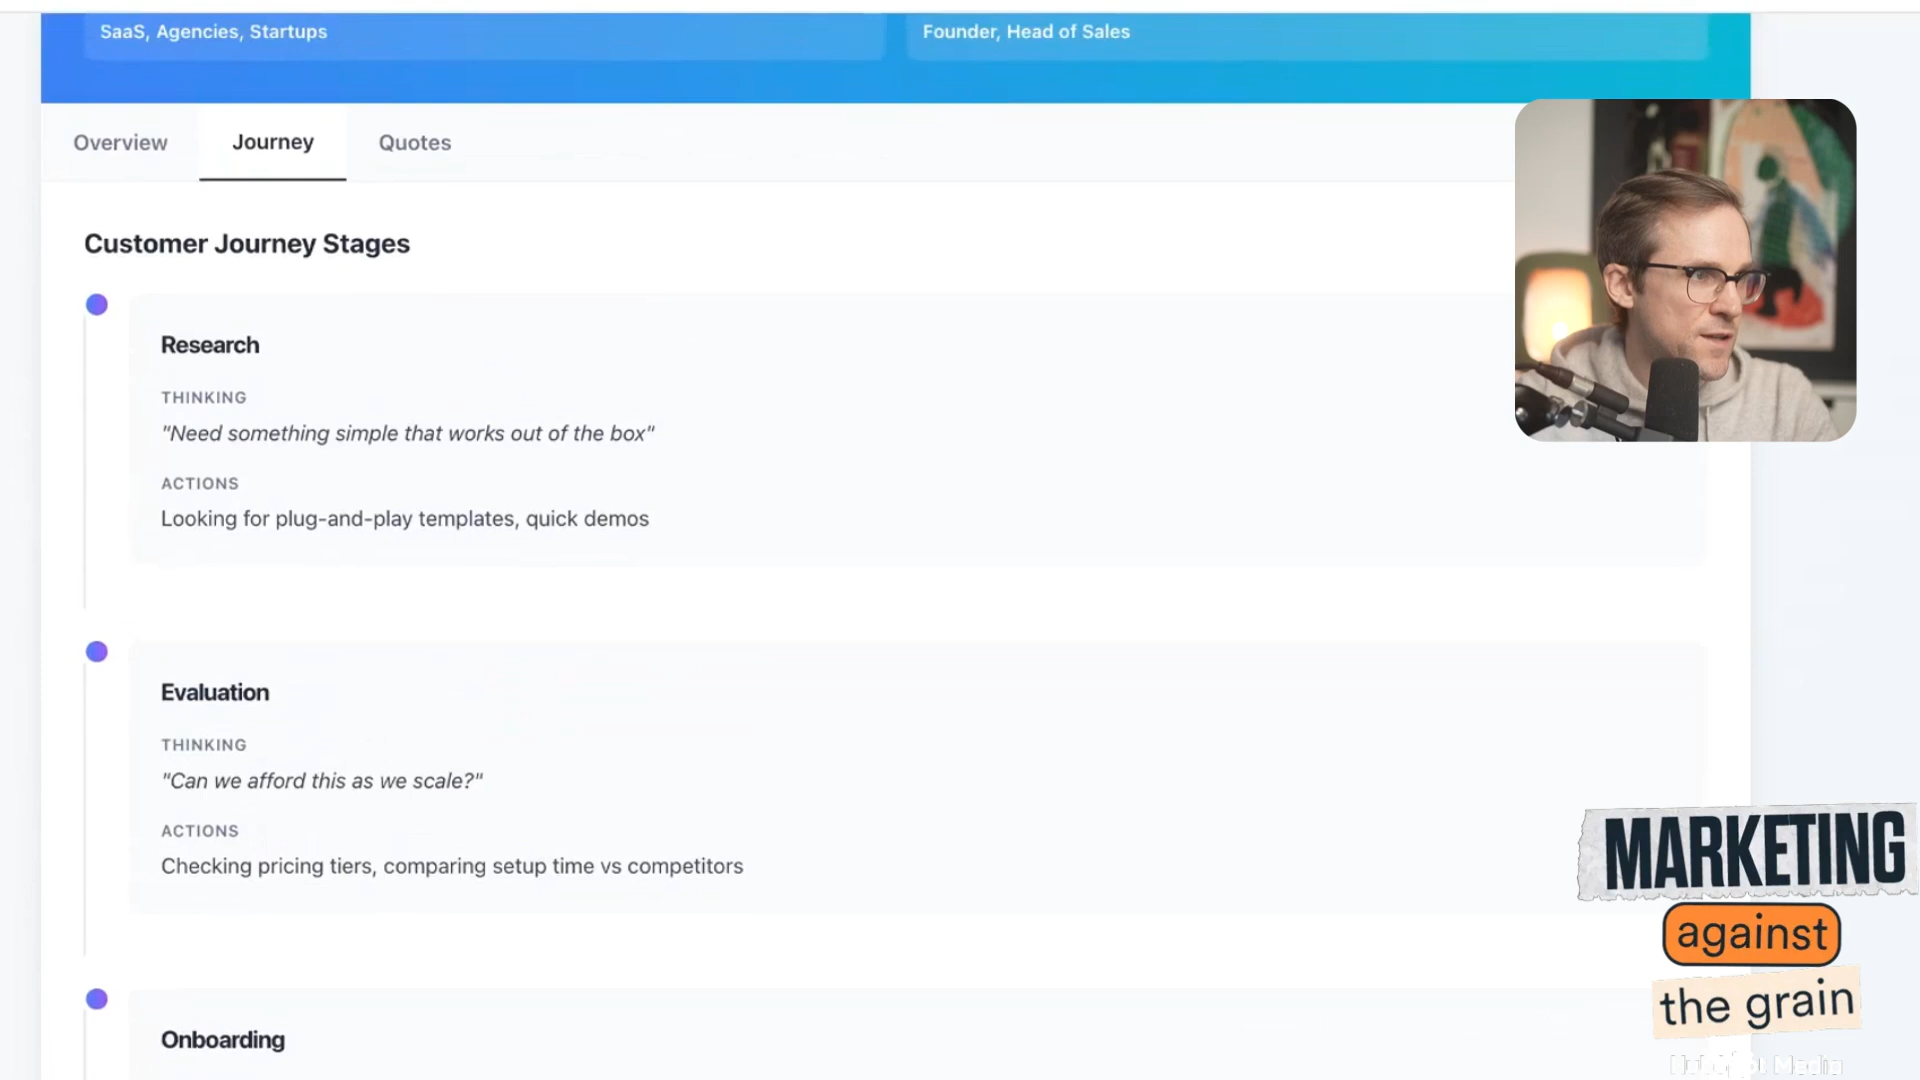 SaaS, Agencies, Startups
Founder, Head of Sales
Overview
Journey
Quotes
Customer Journey Stages
Research
THINKING
"Need something simple that works out of the box"
ACTIONS
Looking for plug-and-play templates, quick demos
Evaluation
THINKING
"Can we afford this as we scale?"
ACTIONS
Checking pricing tiers, comparing setup time vs competitors
Onboarding
MARKETING
against
the grain